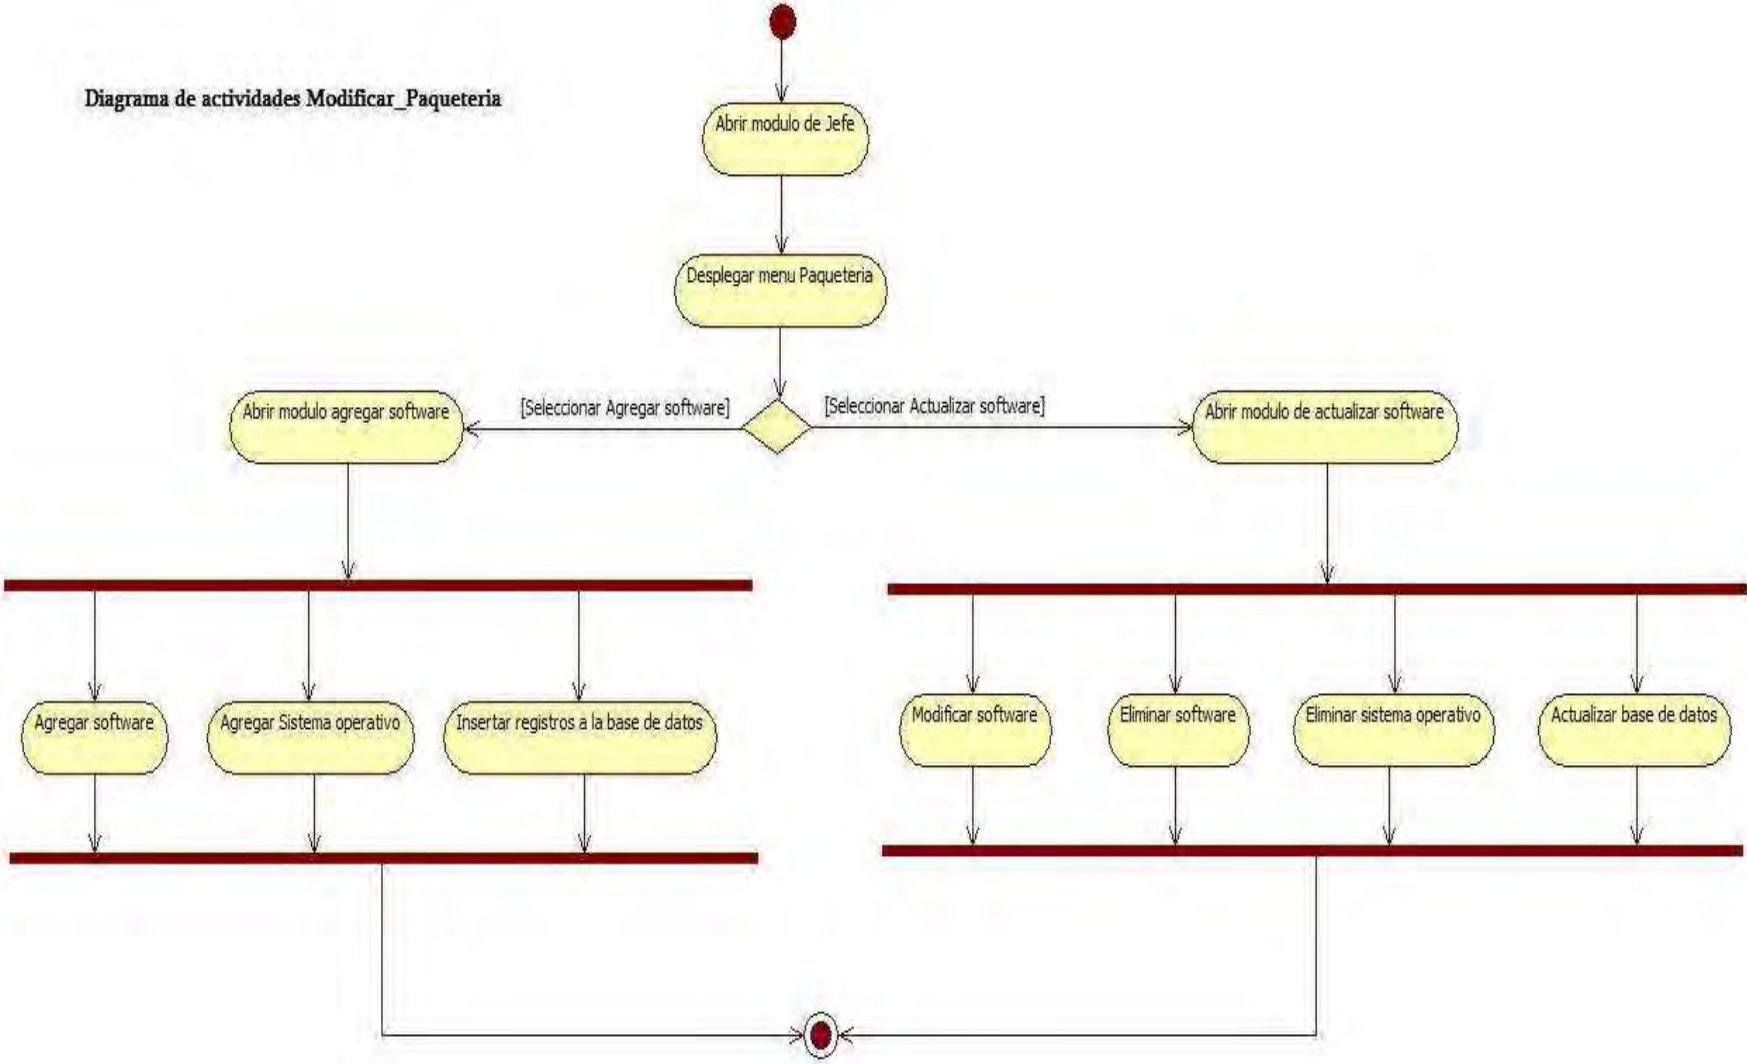 Diagrama de actividades Modificar_Paqueteria
Abrir modulo de Jefe
Desplegar menu Paqueteria
Abrir modulo agregar software
[Seleccionar Agregar software]
[Seleccionar Actualizar software]
Abrir modulo de actualizar software
Agregar software
Agregar Sistema operativo
Insertar registros a la base de datos
Modificar software
Eliminar software
Eliminar sistema operativo
Actualizar base de datos